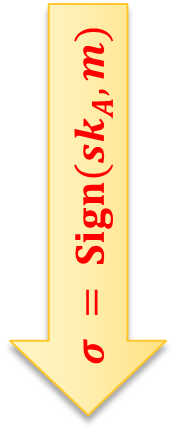 σ = Sign(sk_A, m)